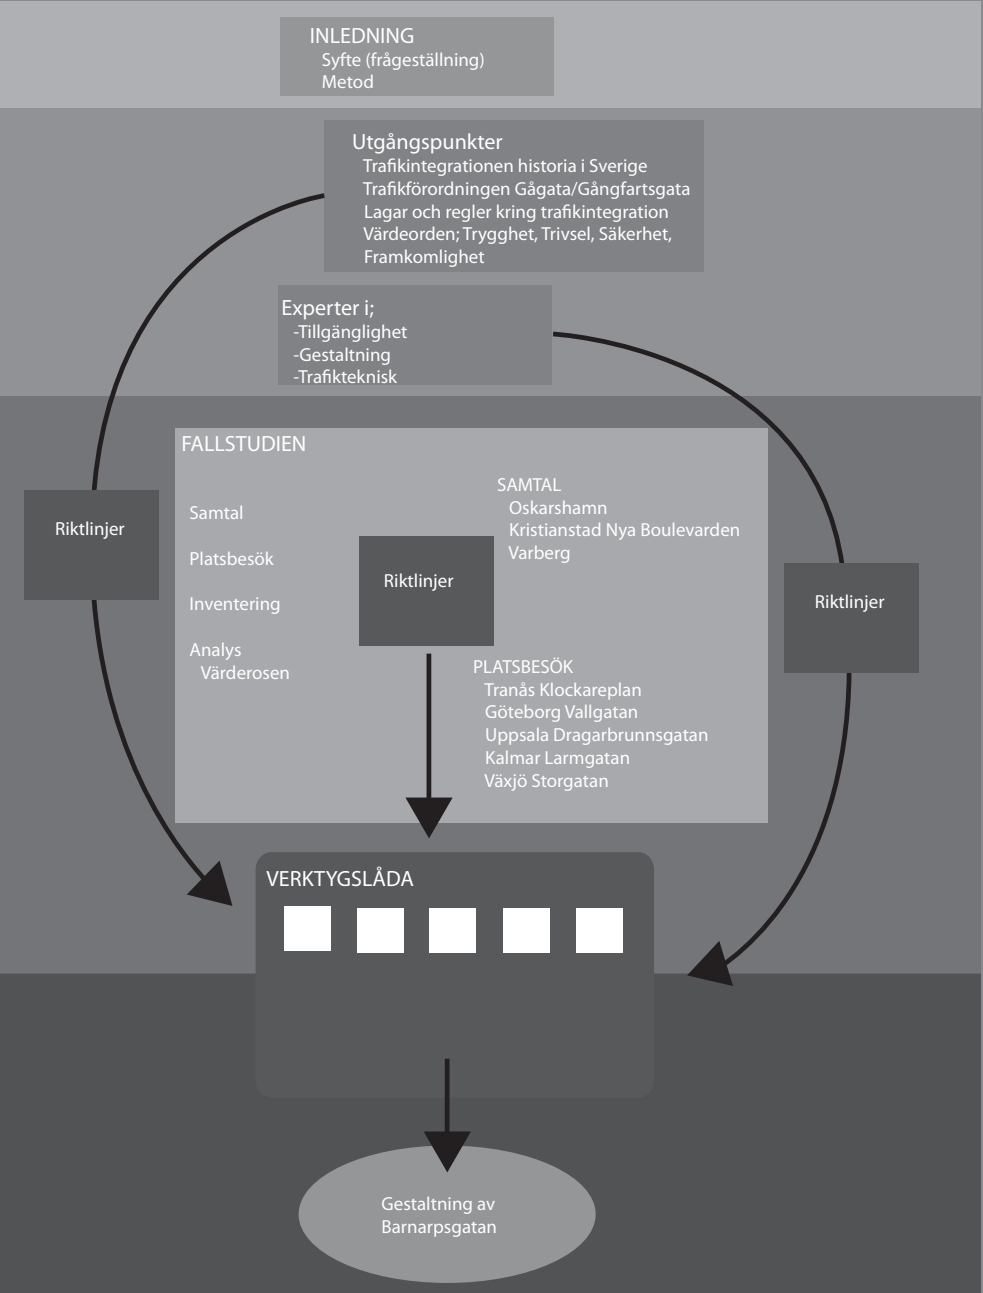 INLEDNING
Syfte (frågeställning)
Metod
Utgångspunkter
Trafikintegrationen historia i Sverige
Trafikförordningen Gågata/Gångfartsgata
Lagar och regler kring trafikintegration
Värdeorden; Trygghet, Trivsel, Säkerhet,
Framkomlighet
Experter i;
-Tillgänglighet
-Gestaltning
-Trafikteknisk
Riktlinjer
FALLSTUDIEN
Samtal
Platsbesök
Inventering
Analys
Värderosen
Riktlinjer
SAMTAL
Oskarshamn
Kristianstad Nya Boulevarden
Varberg
PLATSBESÖK
Tranås Klockareplan
Göteborg Vallgatan
Uppsala Dragarbrunnsgatan
Kalmar Larmgatan
Växjö Storgatan
Riktlinjer
VERKTYGSLÅDA
Gestaltning av
Barnarpsgatan